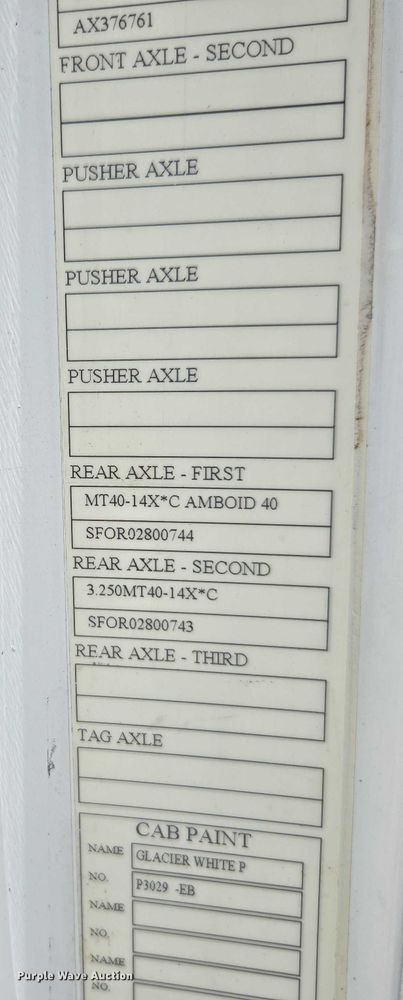 AX376761
FRONT AXLE - SECOND
PUSHER AXLE
PUSHER AXLE
PUSHER AXLE
REAR AXLE - FIRST
MT40-14X*C AMBOID 40
SFOR02800744
REAR AXLE - SECOND
3.250MT40-14X*C
SFOR02800743
REAR AXLE - THIRD
TAG AXLE
CAB PAINT
NAME GLACIER WHITE P
NO. P3029 -EB
NAME
NO.
NAME
NO.
Purple Wave Auction